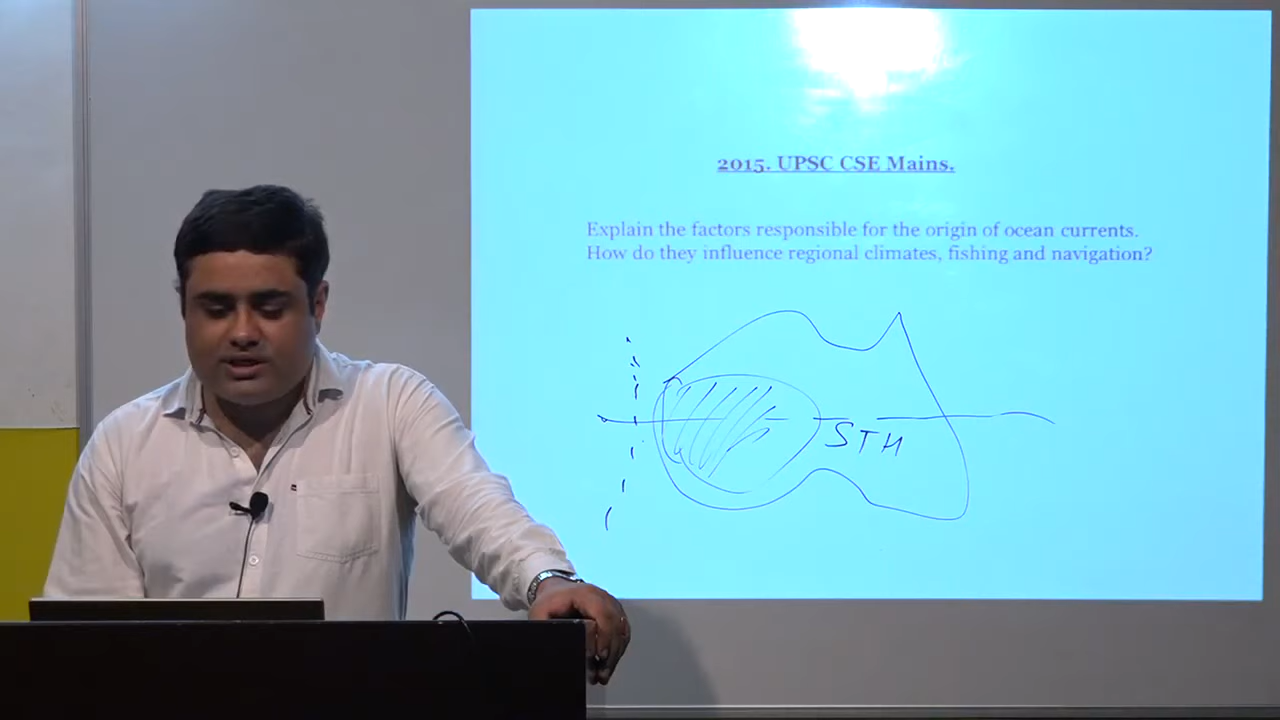 2015. UPSC CSE Mains.
Explain the factors responsible for the origin of ocean currents.
How do they influence regional climates, fishing and navigation?
STH